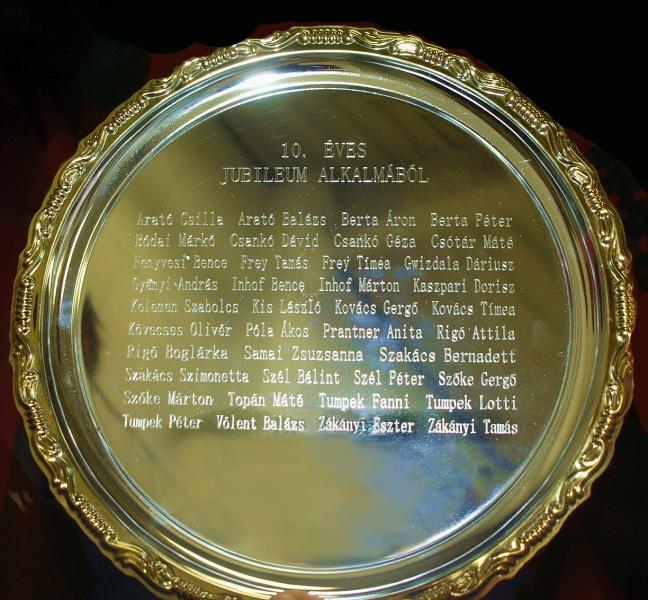 10. ÉVES
JUBILEUM ALKALMÁBÓL
Arató Csilla Arató Balázs Berta Áron Berta Péter
Bódai Márkó Csankó Dávid Csankó Géza Csótár Máté
Fenyvesi Bence Frey Tamás Frey Tímea Gwizdala Dáriusz
Gyányi András Inhof Bence Inhof Márton Kaszpari Dorisz
Kelemen Szabolcs Kis László Kovács Gergő Kovács Tímea
Kövecses Olivér Póla Ákos Prantner Anita Rigó Attila
Rigó Boglárka Samai Zsuzsanna Szakács Bernadett
Szakács Szimonetta Szél Bálint Szél Péter Szőke Gergő
Szőke Márton Topán Máté Tumpek Fanni Tumpek Lotti
Tumpek Péter Vólent Balázs Zákányi Eszter Zákányi Tamás